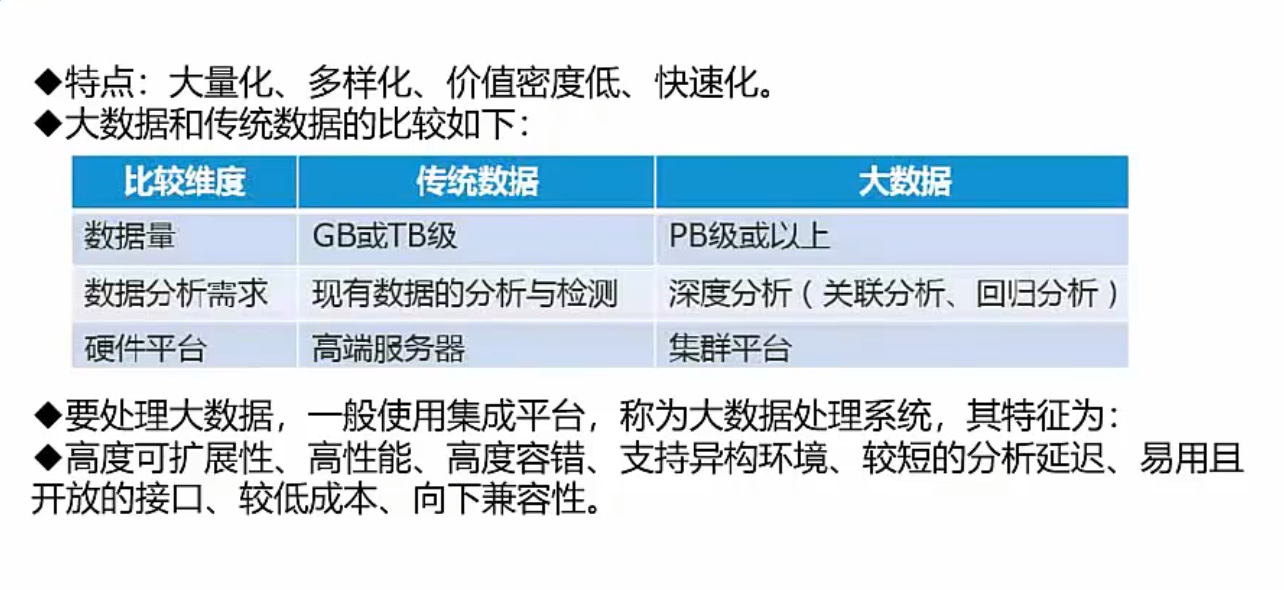 ◆特点：大量化、多样化、价值密度低、快速化。
◆大数据和传统数据的比较如下：
比较维度 传统数据 大数据
数据量 GB或TB级 PB级或以上
数据分析需求 现有数据的分析与检测 深度分析（关联分析、回归分析）
硬件平台 高端服务器 集群平台
◆要处理大数据，一般使用集成平台，称为大数据处理系统，其特征为：
◆高度可扩展性、高性能、高度容错、支持异构环境、较短的分析延迟、易用且
开放的接口、较低成本、向下兼容性。